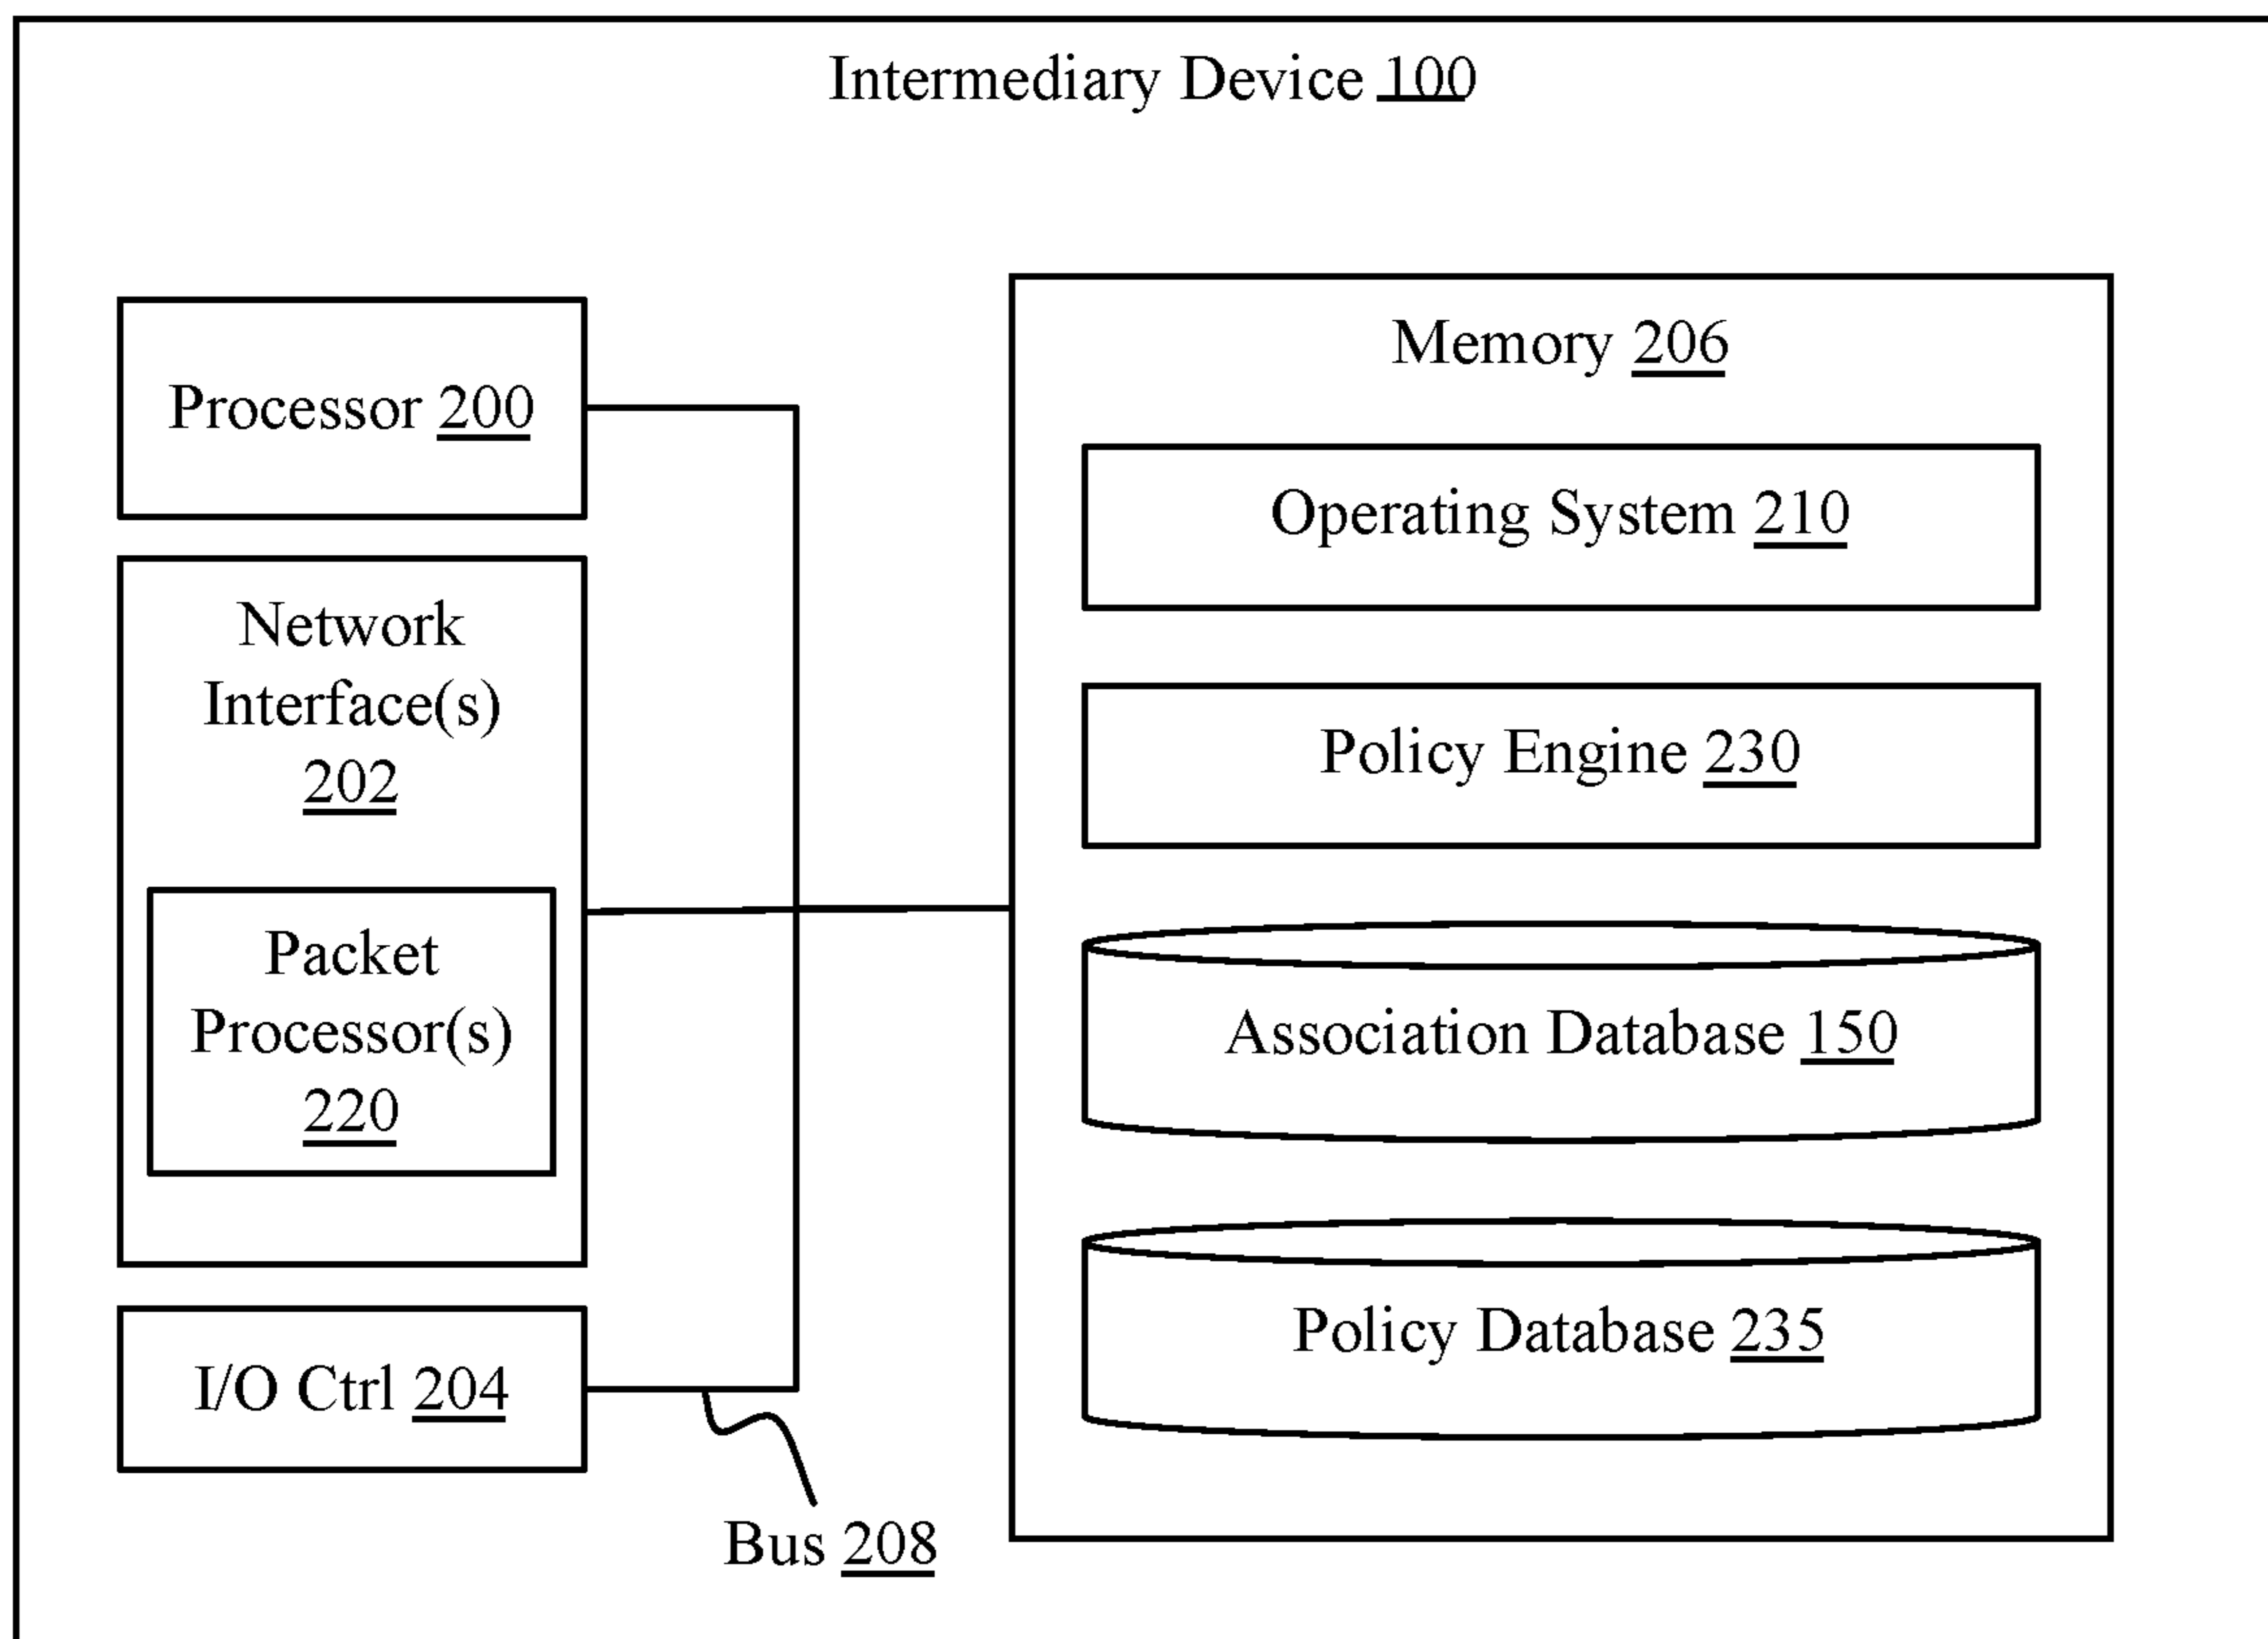 Intermediary Device 100
Processor 200
Network
Interface(s)
202
Packet
Processor(s)
220
I/O Ctrl 204
Bus 208
Memory 206
Operating System 210
Policy Engine 230
Association Database 150
Policy Database 235